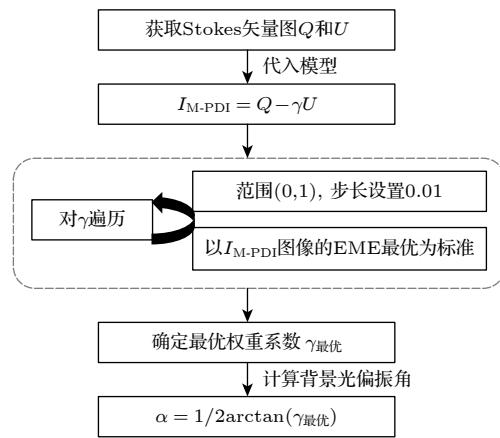 获取Stokes矢量图Q和U
代入模型
I_M-PDI = Q−γU
范围(0,1), 步长设置0.01
对γ遍历
以I_M-PDI图像的EME最优为标准
确定最优权重系数 γ_最优
计算背景光偏振角
α = 1/2arctan(γ_最优)